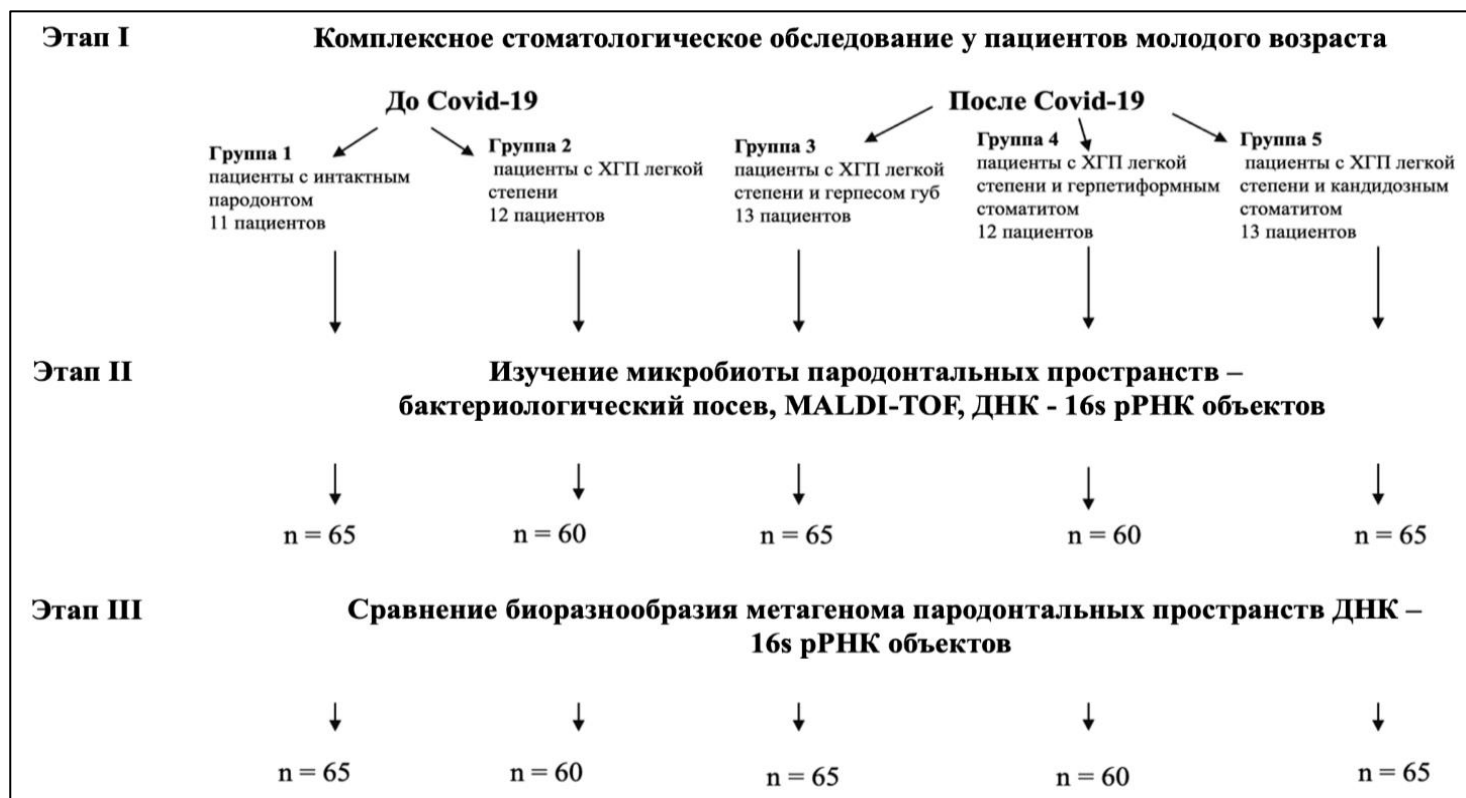 Этап I
Комплексное стоматологическое обследование у пациентов молодого возраста
До Covid-19
После Covid-19
Группа 1
пациенты с интактным
пародонтом
11 пациентов
Группа 2
пациенты с ХГП легкой
степени
12 пациентов
Группа 3
пациенты с ХГП легкой
степени и герпесом губ
13 пациентов
Группа 4
пациенты с ХГП легкой
степени и герпетиформным
стоматитом
12 пациентов
Группа 5
пациенты с ХГП легкой
степени и кандидозным
стоматитом
13 пациентов
Этап II
Изучение микробиоты пародонтальных пространств –
бактериологический посев, MALDI-TOF, ДНК - 16s рРНК объектов
n = 65
n = 60
n = 65
n = 60
n = 65
Этап III
Сравнение биоразнообразия метагенома пародонтальных пространств ДНК –
16s рРНК объектов
n = 65
n = 60
n = 65
n = 60
n = 65